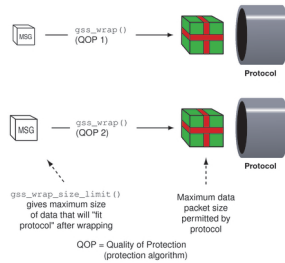 MSG
gss_wrap()
(QOP 1)
Protocol
MSG
gss_wrap()
(QOP 2)
Protocol
gss_wrap_size_limit()
gives maximum size
of data that will "fit
protocol" after wrapping
Maximum data
packet size
permitted by
protocol
QOP = Quality of Protection
(protection algorithm)